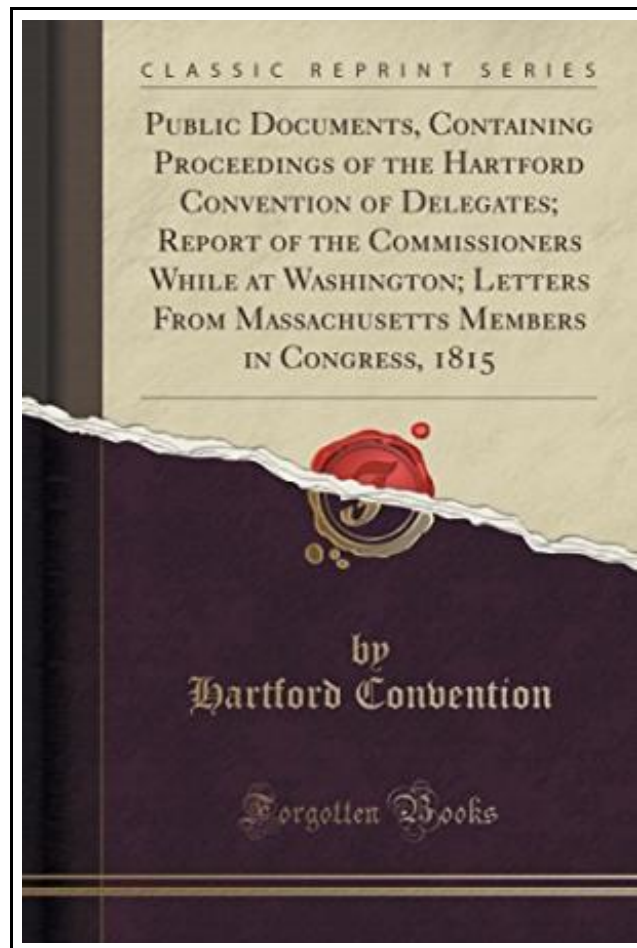 CLASSIC REPRINT SERIES
PUBLIC DOCUMENTS, CONTAINING
PROCEEDINGS OF THE HARTFORD
CONVENTION OF DELEGATES;
REPORT OF THE COMMISSIONERS
WHILE AT WASHINGTON; LETTERS
FROM MASSACHUSETTS MEMBERS
IN CONGRESS, 1815
by
Hartford Convention
Forgotten Books